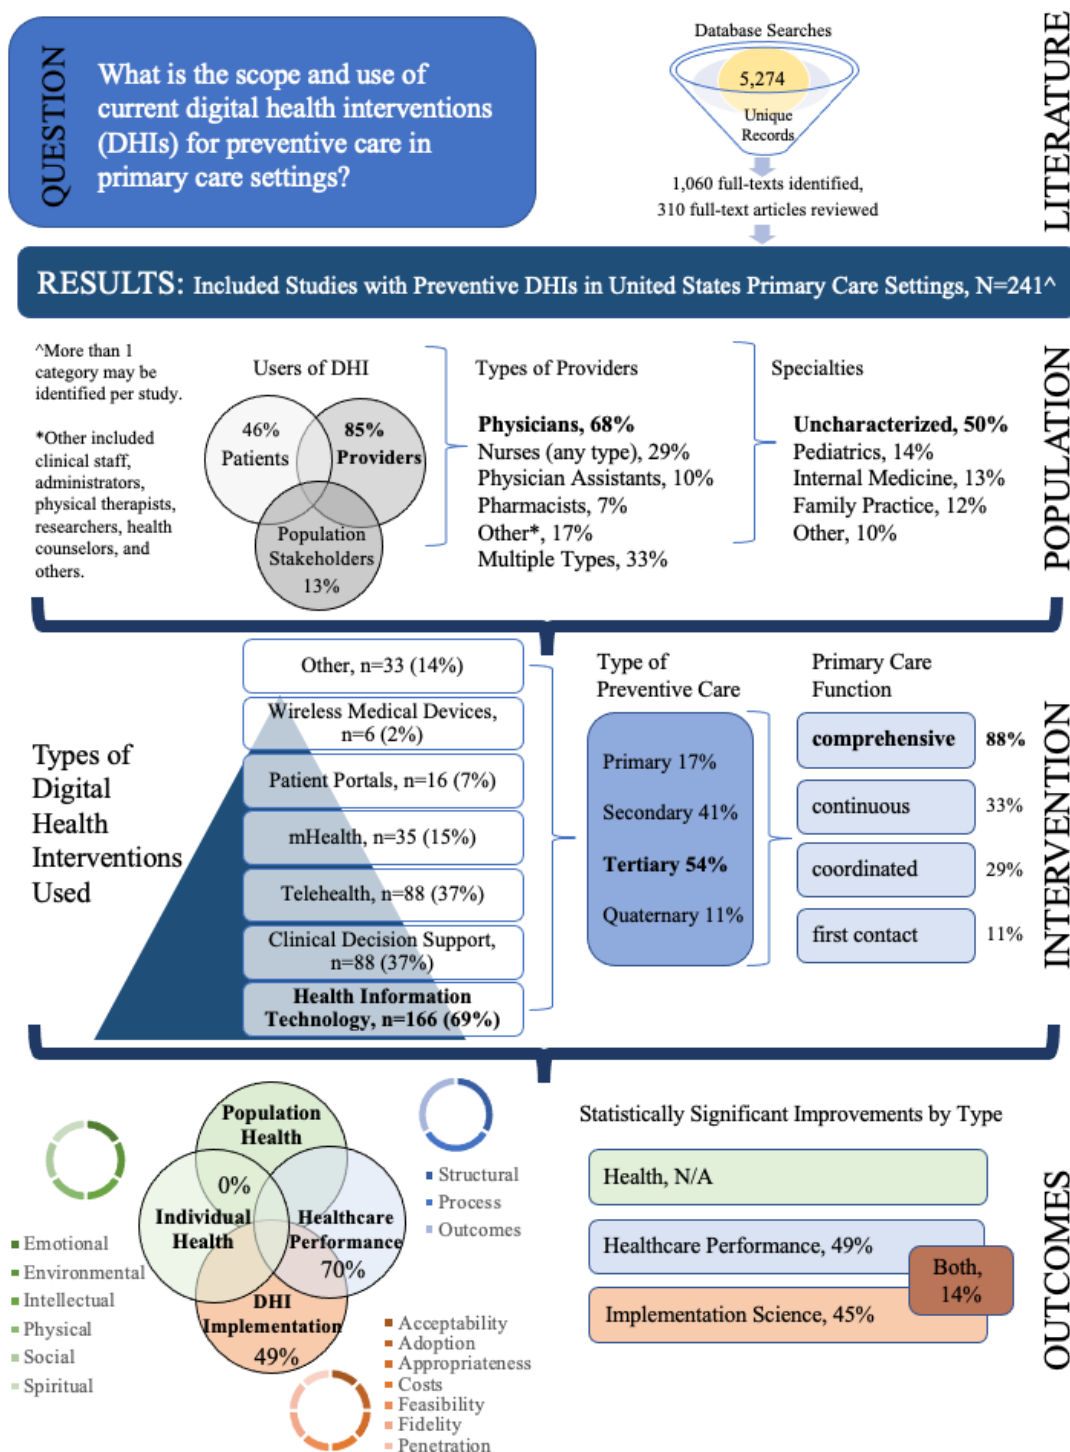 QUESTION
What is the scope and use of
current digital health interventions
(DHIs) for preventive care in
primary care settings?
Database Searches
5,274
Unique
Records
1,060 full-texts identified,
310 full-text articles reviewed
LITERATURE
RESULTS: Included Studies with Preventive DHIs in United States Primary Care Settings, N=241^
^More than 1
category may be
identified per study.
*Other included
clinical staff,
administrators,
physical therapists,
researchers, health
counselors, and
others.
Users of DHI
46%
Patients
85%
Providers
Population
Stakeholders
13%
Types of Providers
Physicians, 68%
Nurses (any type), 29%
Physician Assistants, 10%
Pharmacists, 7%
Other*, 17%
Multiple Types, 33%
Specialties
Uncharacterized, 50%
Pediatrics, 14%
Internal Medicine, 13%
Family Practice, 12%
Other, 10%
POPULATION
Types of
Digital
Health
Interventions
Used
Other, n=33 (14%)
Wireless Medical Devices,
n=6 (2%)
Patient Portals, n=16 (7%)
mHealth, n=35 (15%)
Telehealth, n=88 (37%)
Clinical Decision Support,
n=88 (37%)
Health Information
Technology, n=166 (69%)
Type of
Preventive Care
Primary 17%
Secondary 41%
Tertiary 54%
Quaternary 11%
Primary Care
Function
comprehensive 88%
continuous 33%
coordinated 29%
first contact 11%
INTERVENTION
Population
Health
0%
Individual
Health
Healthcare
Performance
70%
DHI
Implementation
49%
Emotional
Environmental
Intellectual
Physical
Social
Spiritual
Structural
Process
Outcomes
Acceptability
Adoption
Appropriateness
Costs
Feasibility
Fidelity
Penetration
Statistically Significant Improvements by Type
Health, N/A
Healthcare Performance, 49%
Both,
14%
Implementation Science, 45%
OUTCOMES